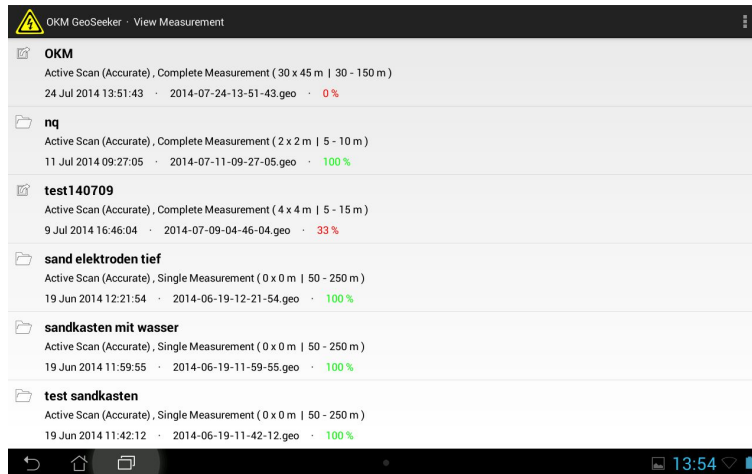 OKM GeoSeeker · View Measurement
OKM
Active Scan (Accurate) , Complete Measurement ( 30 x 45 m | 30 - 150 m )
24 Jul 2014 13:51:43 · 2014-07-24-13-51-43.geo · 0 %
nq
Active Scan (Accurate) , Complete Measurement ( 2 x 2 m | 5 - 10 m )
11 Jul 2014 09:27:05 · 2014-07-11-09-27-05.geo · 100 %
test140709
Active Scan (Accurate) , Complete Measurement ( 4 x 4 m | 5 - 15 m )
9 Jul 2014 16:46:04 · 2014-07-09-04-46-04.geo · 33 %
sand elektroden tief
Active Scan (Accurate) , Single Measurement ( 0 x 0 m | 50 - 250 m )
19 Jun 2014 12:21:54 · 2014-06-19-12-21-54.geo · 100 %
sandkasten mit wasser
Active Scan (Accurate) , Single Measurement ( 0 x 0 m | 50 - 250 m )
19 Jun 2014 11:59:55 · 2014-06-19-11-59-55.geo · 100 %
test sandkasten
Active Scan (Accurate) , Single Measurement ( 0 x 0 m | 50 - 250 m )
19 Jun 2014 11:42:12 · 2014-06-19-11-42-12.geo · 100 %
13:54